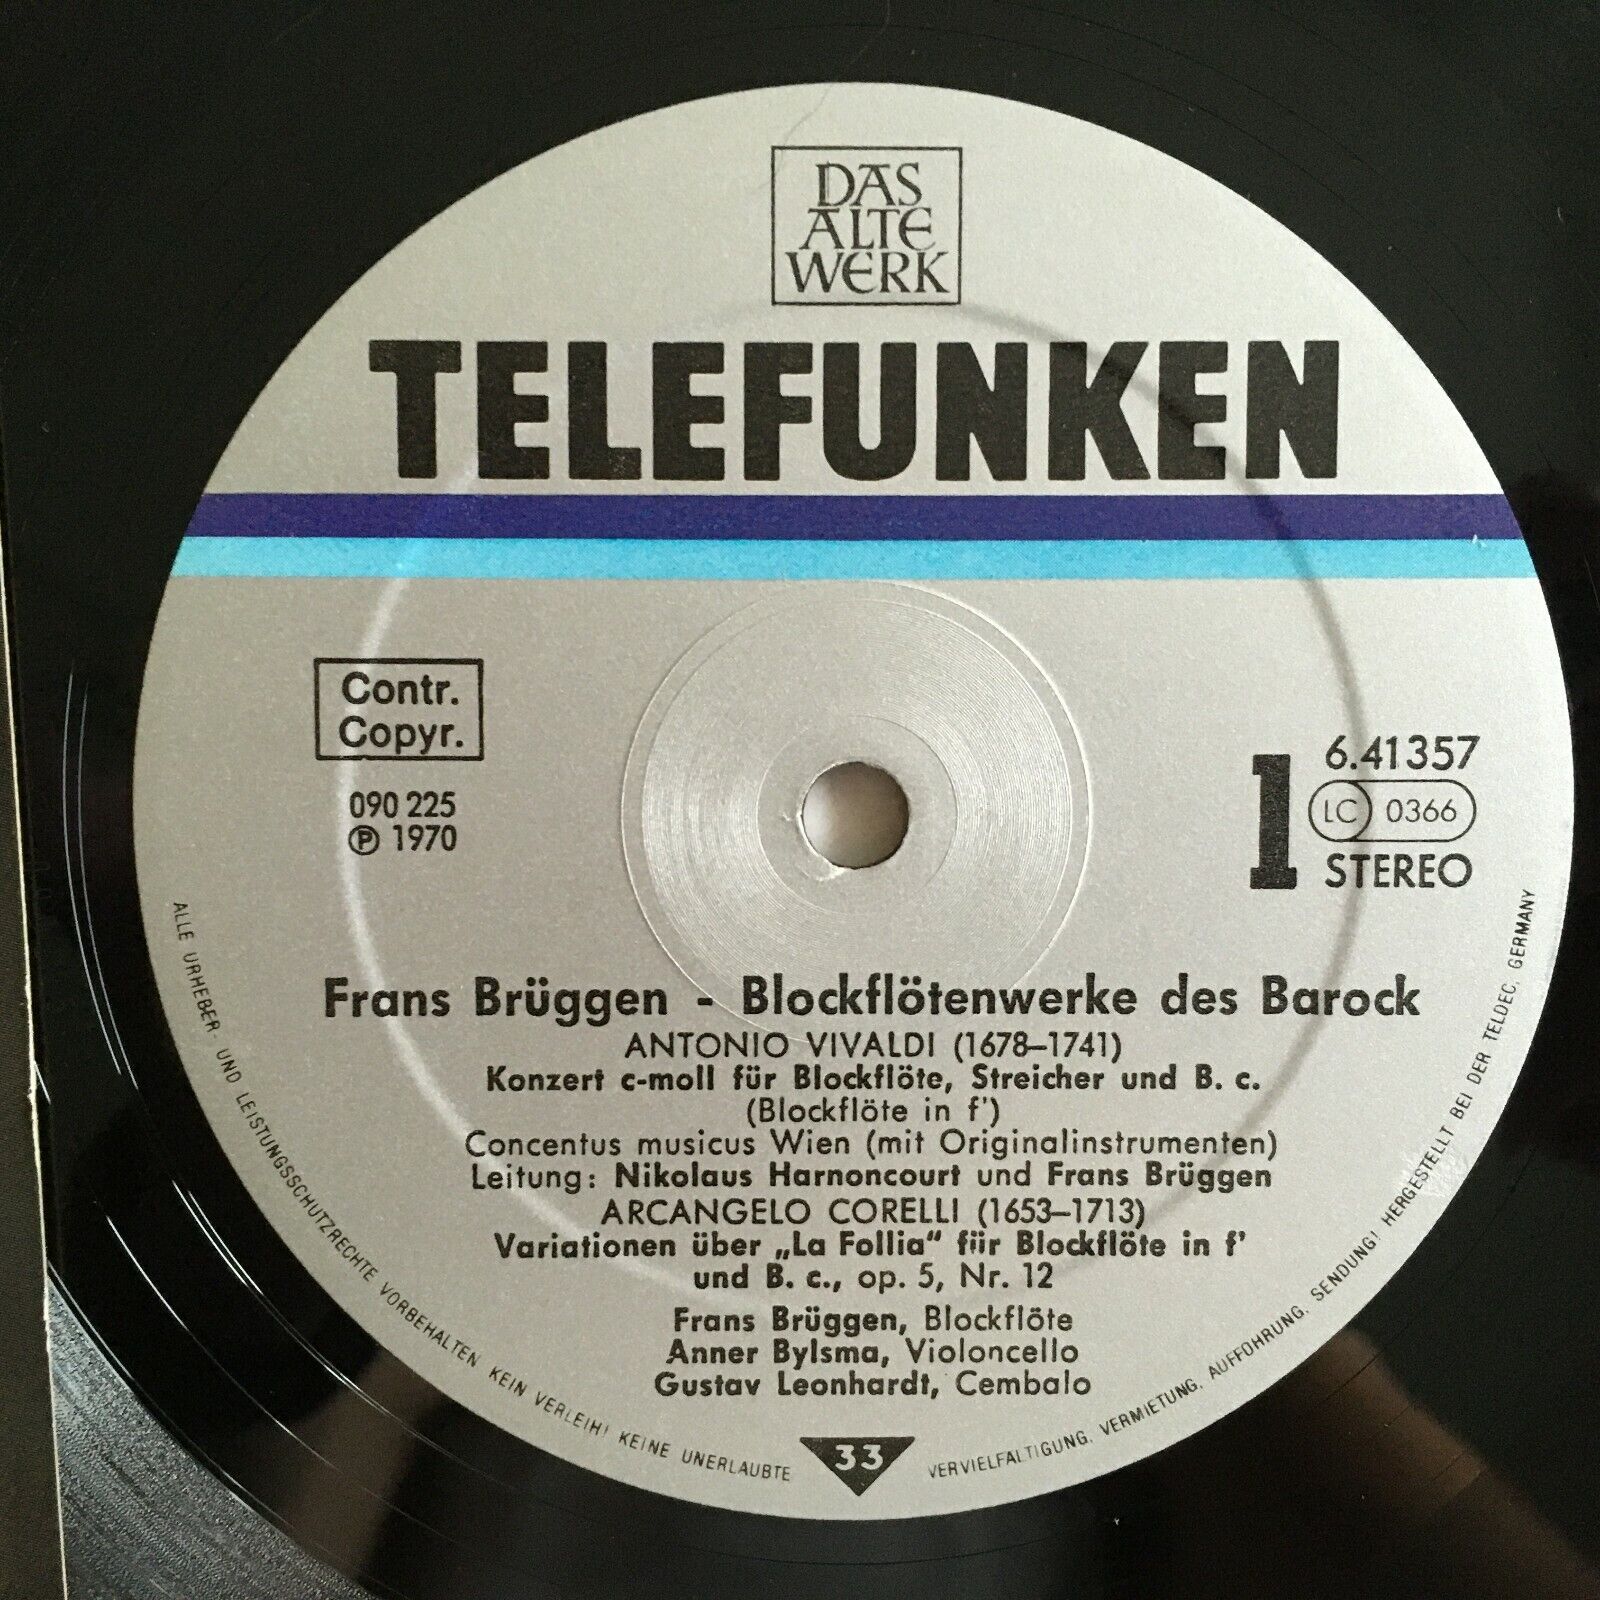 DAS
ALTE
WERK
TELEFUNKEN
Contr.
Copyr.
090 225
Ⓟ 1970
1
6.41357
LC 0366
STEREO
Frans Brüggen - Blockflötenwerke des Barock
ANTONIO VIVALDI (1678–1741)
Konzert c-moll für Blockflöte, Streicher und B. c.
(Blockflöte in f')
Concentus musicus Wien (mit Originalinstrumenten)
Leitung: Nikolaus Harnoncourt und Frans Brüggen
ARCANGELO CORELLI (1653–1713)
Variationen über „La Follia“ für Blockflöte in f'
und B. c., op. 5, Nr. 12
Frans Brüggen, Blockflöte
Anner Bylsma, Violoncello
Gustav Leonhardt, Cembalo
33
ALLE URHEBER- UND LEISTUNGSSCHUTZRECHTE VORBEHALTEN KEIN VERLEIH! KEINE UNERLAUBTE VERVIELFÄLTIGUNG, VERMIETUNG, AUFFÜHRUNG, SENDUNG! HERGESTELLT BEI DER TELDEC, GERMANY